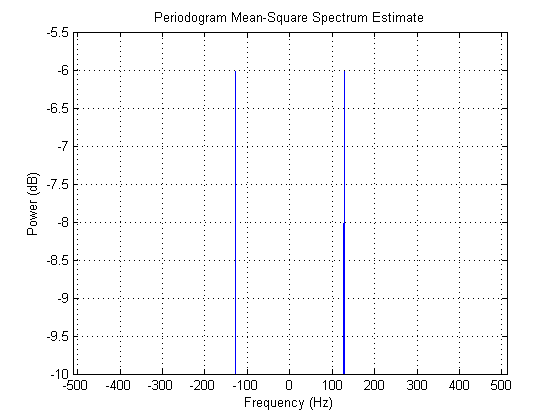 Periodogram Mean-Square Spectrum Estimate
-5.5
-6
-6.5
-7
-7.5
-8
-8.5
-9
-9.5
-10
Power (dB)
-500 -400 -300 -200 -100 0 100 200 300 400 500
Frequency (Hz)